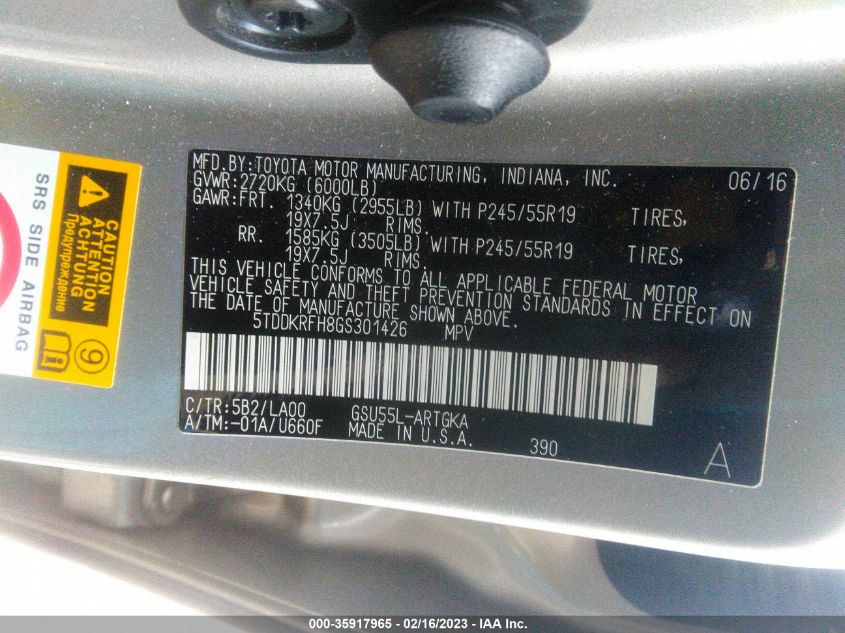 MFD.BY:TOYOTA MOTOR MANUFACTURING, INDIANA, INC. 06/16
GVWR:2720KG (6000LB)
GAWR:FRT. 1340KG (2955LB) WITH P245/55R19 TIRES,
19X7.5J RIMS.
RR. 1585KG (3505LB) WITH P245/55R19 TIRES,
19X7.5J RIMS.
THIS VEHICLE CONFORMS TO ALL APPLICABLE FEDERAL MOTOR
VEHICLE SAFETY AND THEFT PREVENTION STANDARDS IN EFFECT ON
THE DATE OF MANUFACTURE SHOWN ABOVE.
5TDDKRFH8GS301426 MPV
C/TR:5B2/LA00 GSU55L-ARTGKA
A/TM:-01A/U660F MADE IN U.S.A. 390
A
SRS SIDE AIRBAG
CAUTION
ATTENTION
ACHTUNG
Предупреждение
9
000-35917965 - 02/16/2023 - IAA Inc.